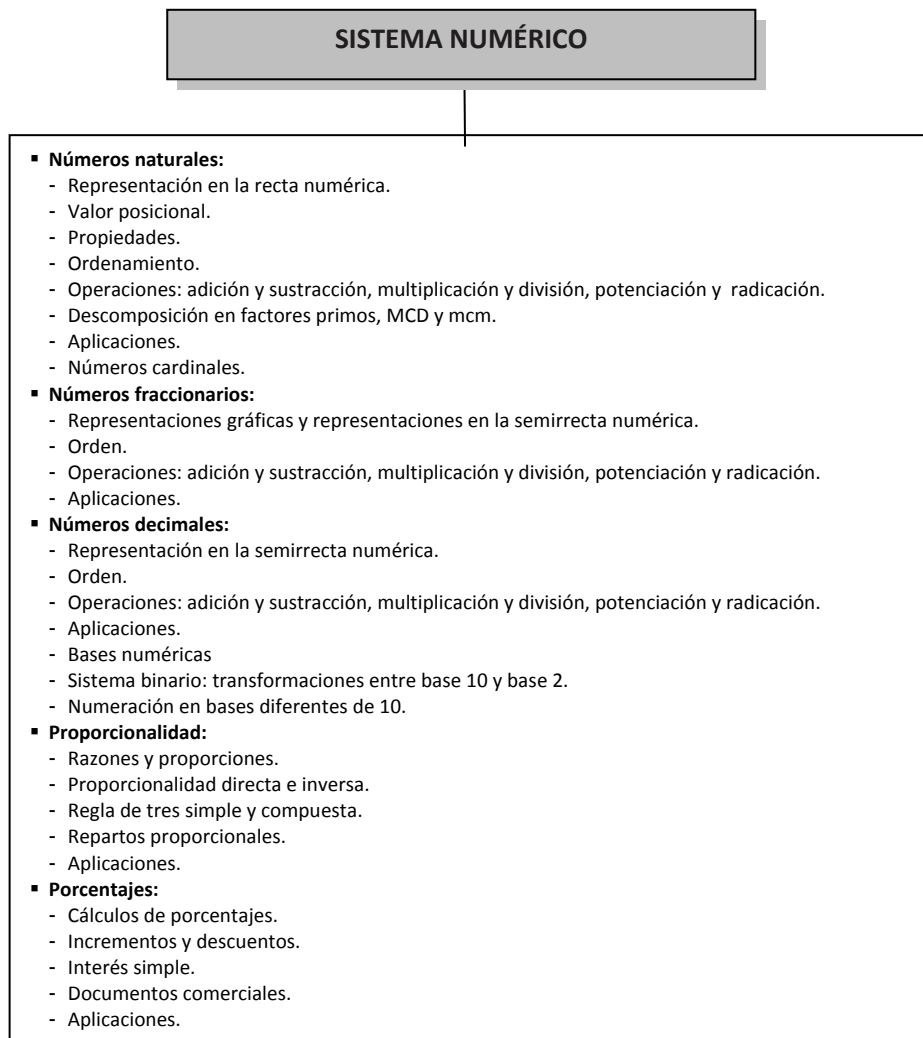 SISTEMA NUMÉRICO
▪ Números naturales:
- Representación en la recta numérica.
- Valor posicional.
- Propiedades.
- Ordenamiento.
- Operaciones: adición y sustracción, multiplicación y división, potenciación y radicación.
- Descomposición en factores primos, MCD y mcm.
- Aplicaciones.
- Números cardinales.
▪ Números fraccionarios:
- Representaciones gráficas y representaciones en la semirrecta numérica.
- Orden.
- Operaciones: adición y sustracción, multiplicación y división, potenciación y radicación.
- Aplicaciones.
▪ Números decimales:
- Representación en la semirrecta numérica.
- Orden.
- Operaciones: adición y sustracción, multiplicación y división, potenciación y radicación.
- Aplicaciones.
- Bases numéricas
- Sistema binario: transformaciones entre base 10 y base 2.
- Numeración en bases diferentes de 10.
▪ Proporcionalidad:
- Razones y proporciones.
- Proporcionalidad directa e inversa.
- Regla de tres simple y compuesta.
- Repartos proporcionales.
- Aplicaciones.
▪ Porcentajes:
- Cálculos de porcentajes.
- Incrementos y descuentos.
- Interés simple.
- Documentos comerciales.
- Aplicaciones.